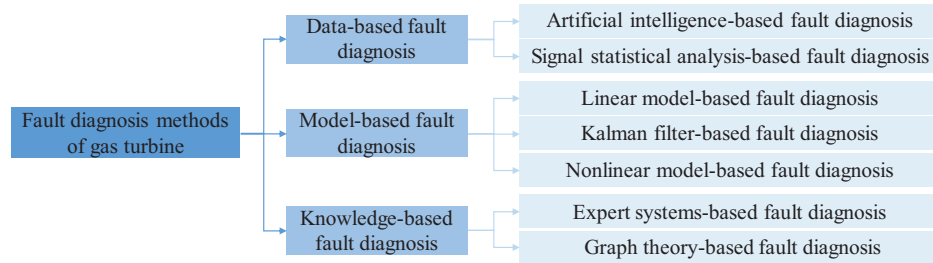 Fault diagnosis methods
of gas turbine
Data-based fault
diagnosis
Artificial intelligence-based fault diagnosis
Signal statistical analysis-based fault diagnosis
Model-based fault
diagnosis
Linear model-based fault diagnosis
Kalman filter-based fault diagnosis
Nonlinear model-based fault diagnosis
Knowledge-based
fault diagnosis
Expert systems-based fault diagnosis
Graph theory-based fault diagnosis